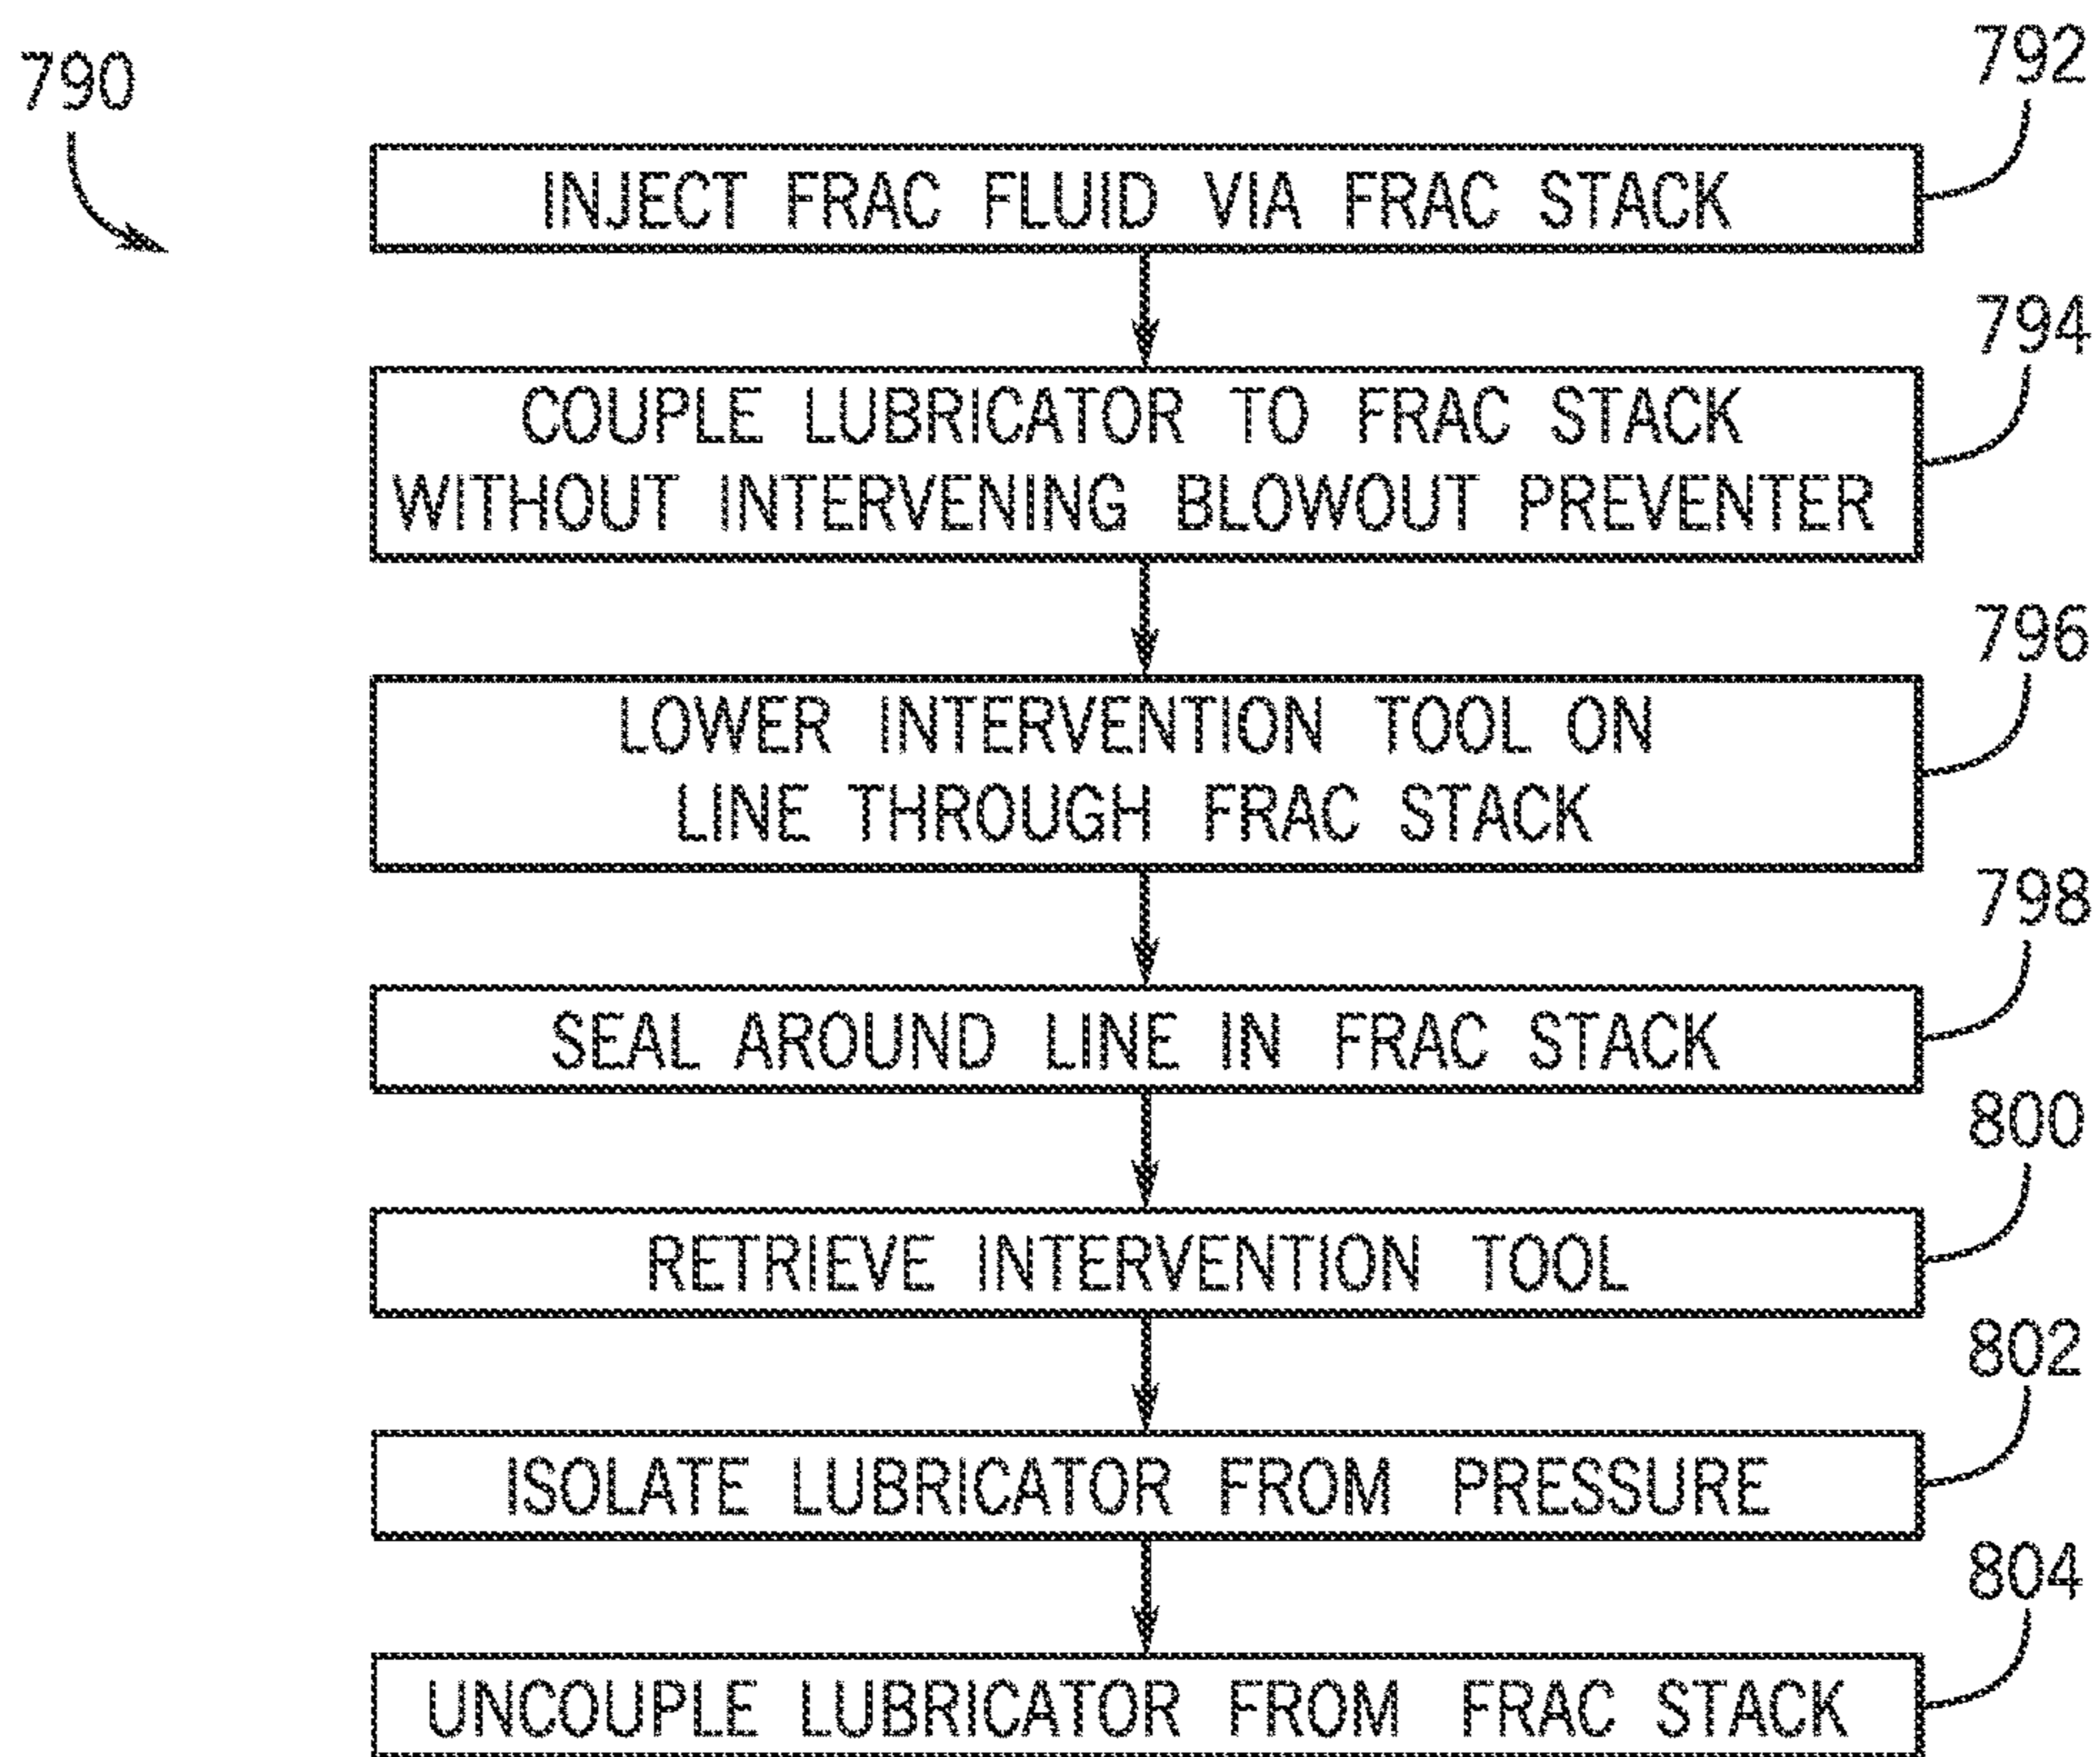 790
792
INJECT FRAC FLUID VIA FRAC STACK
794
COUPLE LUBRICATOR TO FRAC STACK
WITHOUT INTERVENING BLOWOUT PREVENTER
796
LOWER INTERVENTION TOOL ON
LINE THROUGH FRAC STACK
798
SEAL AROUND LINE IN FRAC STACK
800
RETRIEVE INTERVENTION TOOL
802
ISOLATE LUBRICATOR FROM PRESSURE
804
UNCOUPLE LUBRICATOR FROM FRAC STACK